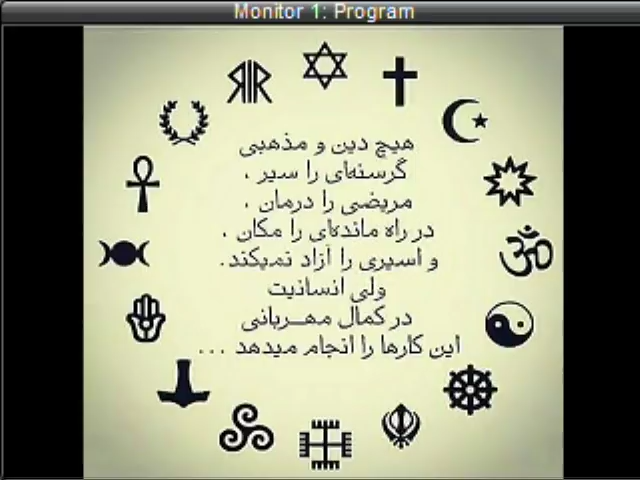 Monitor 1: Program
هیچ دین و مذهبی
گرسنه‌ای را سیر ،
مریضی را درمان ،
در راه مانده‌ای را مکان ،
و اسیری را آزاد نمیکند .
ولی انسانیت
در کمال مهـــربانی
این کارها را انجام میدهد ...